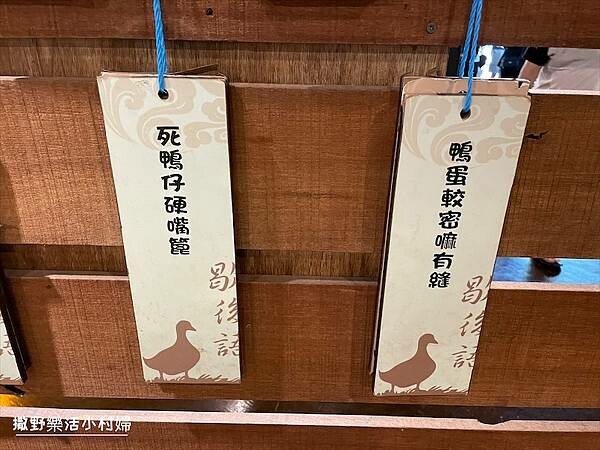 死鴨仔硬嘴篦
歇後語
鴨蛋較密嘛有縫
歇後語
撒野樂活小村婦